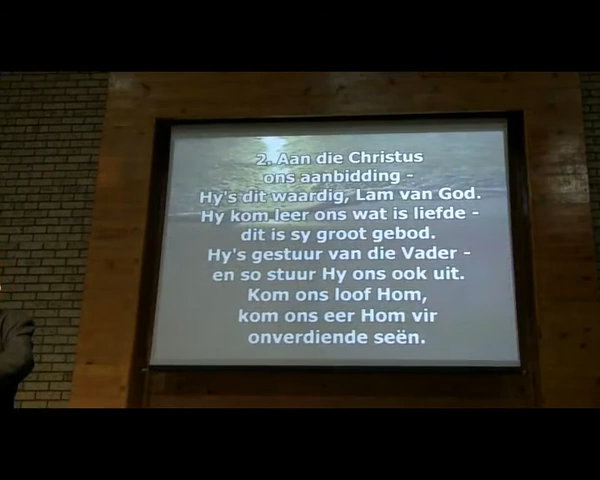 2. Aan die Christus
ons aanbidding -
Hy's dit waardig, Lam van God.
Hy kom leer ons wat is liefde -
dit is sy groot gebod.
Hy's gestuur van die Vader -
en so stuur Hy ons ook uit.
Kom ons loof Hom,
kom ons eer Hom vir
onverdiende seën.